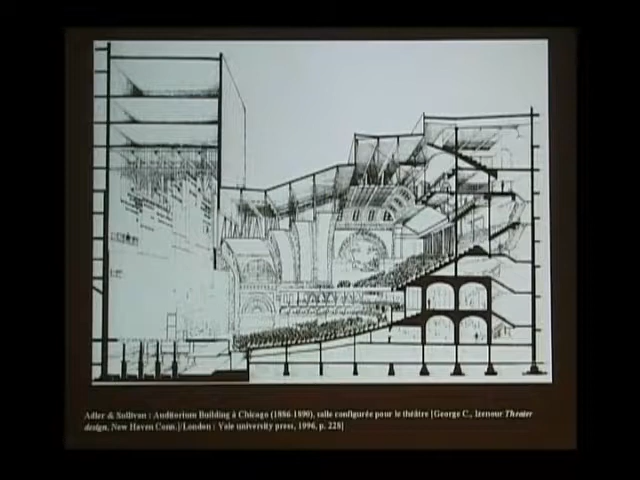 Adler & Sullivan : Auditorium Building à Chicago (1886-1890), salle configurée pour le théâtre [George C., Izenour Theater
design, New Haven Conn.]/London : Yale university press, 1996, p. 228]